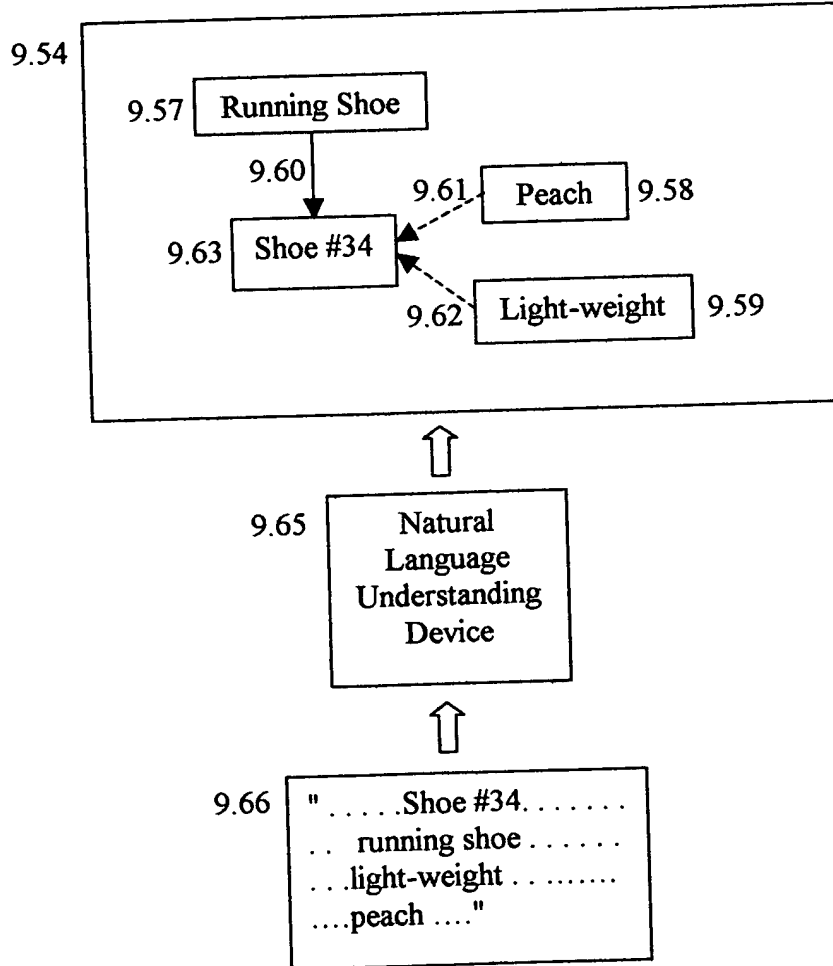 9.54
9.57 Running Shoe
9.60
9.61 Peach 9.58
9.63 Shoe #34
9.62 Light-weight 9.59
9.65 Natural
Language
Understanding
Device
9.66 " . . . . .Shoe #34. . . . . . .
. . running shoe . . . . . .
. . .light-weight . . ...……
....peach ...."